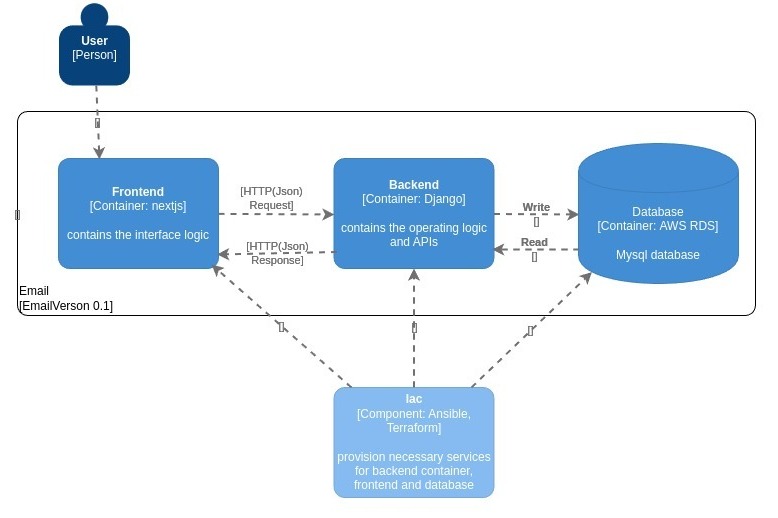 User
[Person]
[]
Frontend
[Container: nextjs]
contains the interface logic
[HTTP(Json)
Request]
[HTTP(Json)
Response]
Backend
[Container: Django]
contains the operating logic
and APIs
Write
[]
Read
[]
Database
[Container: AWS RDS]
Mysql database
[]
Email
[EmailVerson 0.1]
[]
[]
[]
Iac
[Component: Ansible,
Terraform]
provision necessary services
for backend container,
frontend and database